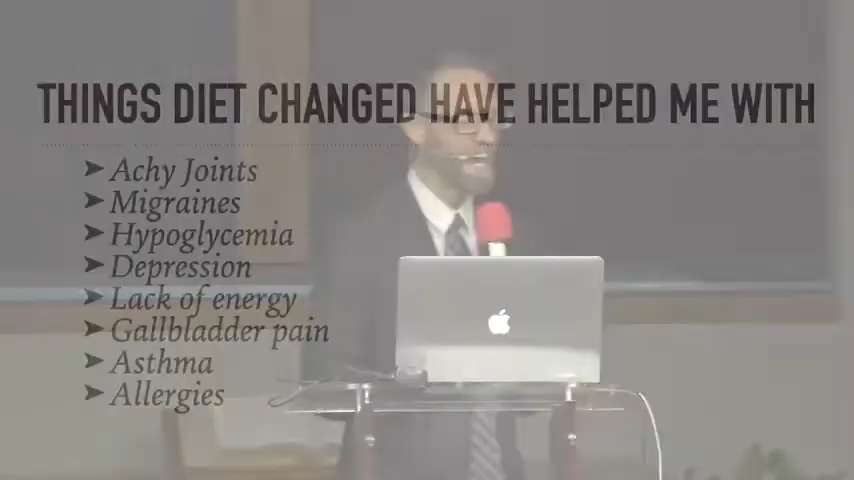 THINGS DIET CHANGED HAVE HELPED ME WITH
➤ Achy Joints
➤ Migraines
➤ Hypoglycemia
➤ Depression
➤ Lack of energy
➤ Gallbladder pain
➤ Asthma
➤ Allergies